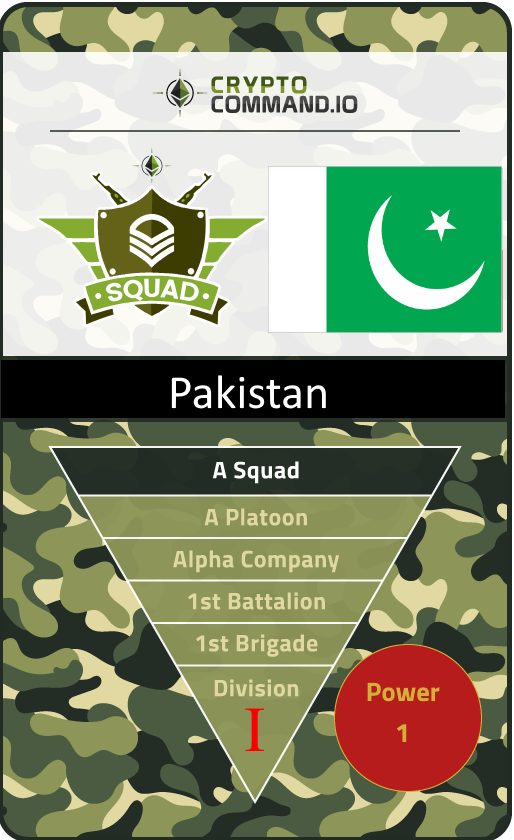 CRYPTO
COMMAND.IO
SQUAD
Pakistan
A Squad
A Platoon
Alpha Company
1st Battalion
1st Brigade
Division
I
Power
1